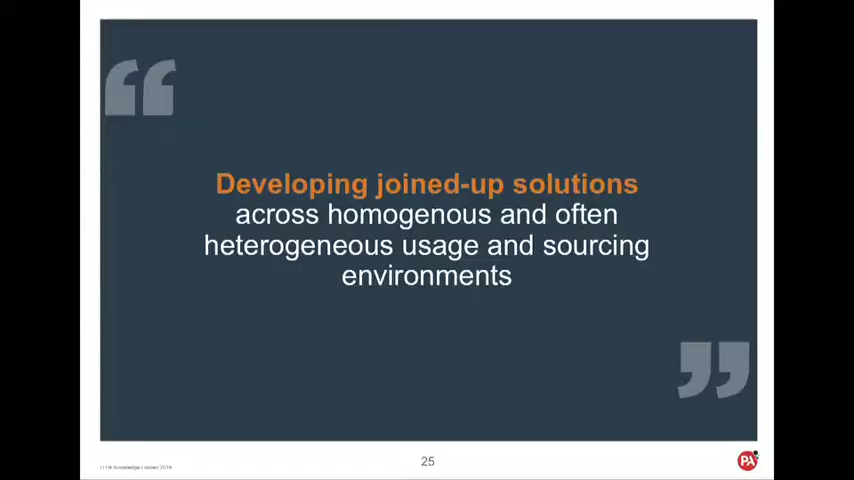 “
Developing joined-up solutions
across homogenous and often
heterogeneous usage and sourcing
environments
”
25
PA